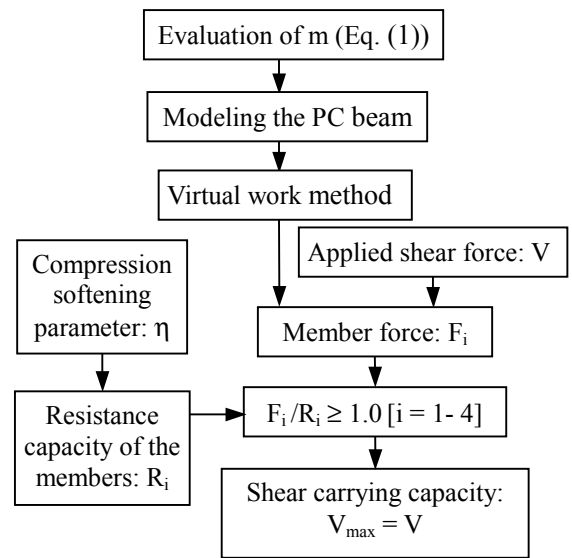 Evaluation of m (Eq. (1))
Modeling the PC beam
Virtual work method
Applied shear force: V
Compression
softening
parameter: η
Member force: Fᵢ
Resistance
capacity of the
members: Rᵢ
Fᵢ /Rᵢ ≥ 1.0 [i = 1- 4]
Shear carrying capacity:
Vₘₐₓ = V